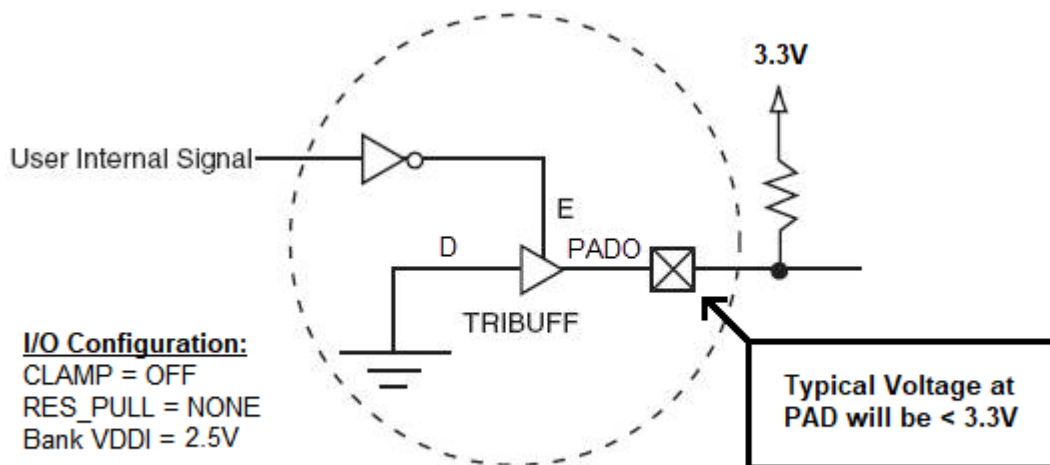 3.3V
User Internal Signal
E
D
PADO
TRIBUFF
I/O Configuration:
CLAMP = OFF
RES_PULL = NONE
Bank VDDI = 2.5V
Typical Voltage at
PAD will be < 3.3V